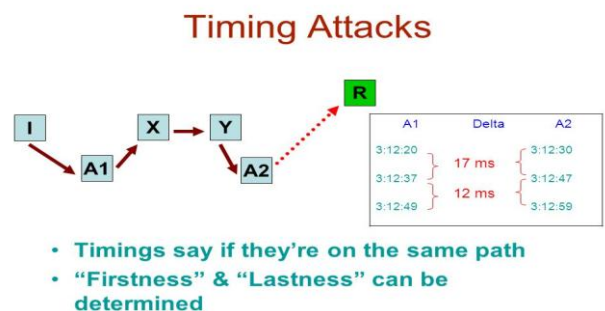 Timing Attacks
R
I
X
Y
A1
A2
A1 Delta A2
3:12:20 3:12:30
17 ms
3:12:37 3:12:47
12 ms
3:12:49 3:12:59
• Timings say if they're on the same path
• "Firstness" & "Lastness" can be
determined